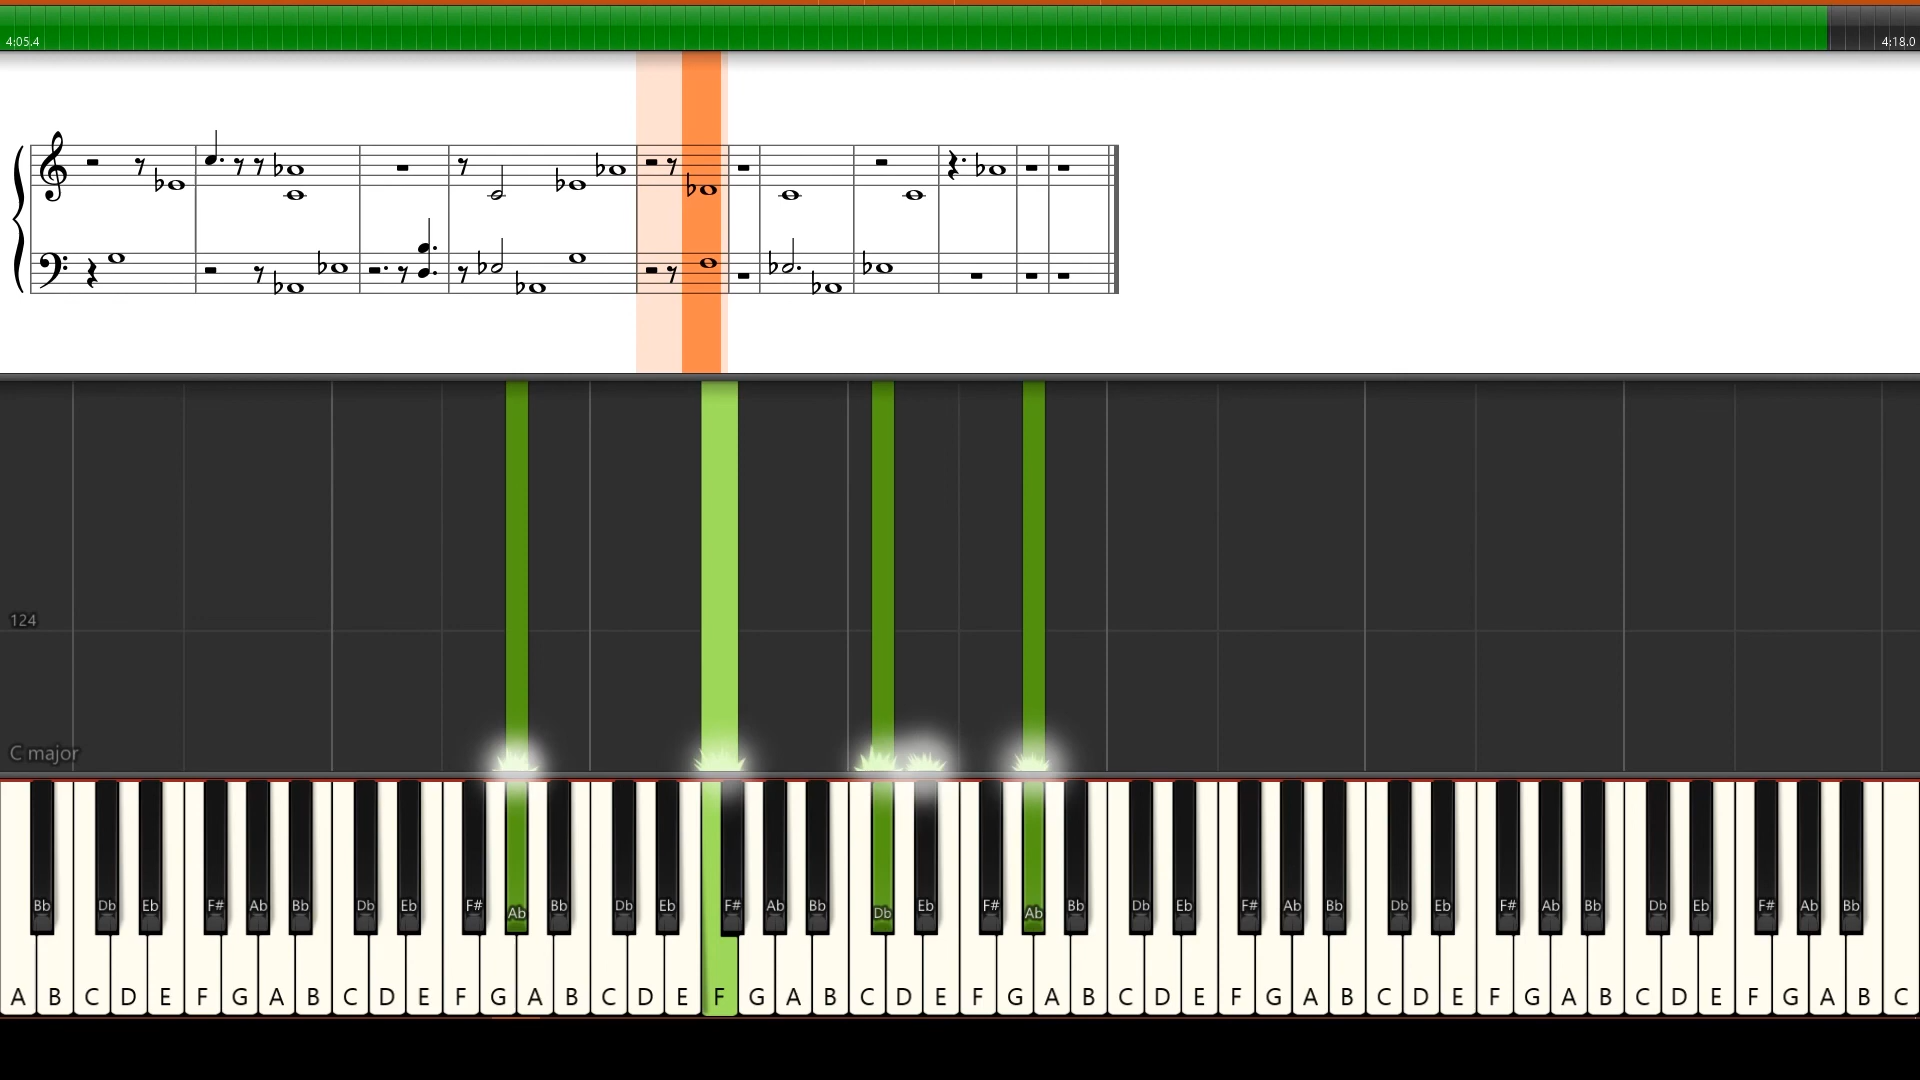 4:05.4 4:18.0
124
C major
Bb Db Eb F# Ab Bb Db Eb F# Ab Bb Db Eb F# Ab Bb Db Eb F# Ab Bb Db Eb F# Ab Bb Db Eb F# Ab Bb Db Eb F# Ab Bb
A B C D E F G A B C D E F G A B C D E F G A B C D E F G A B C D E F G A B C D E F G A B C D E F G A B C